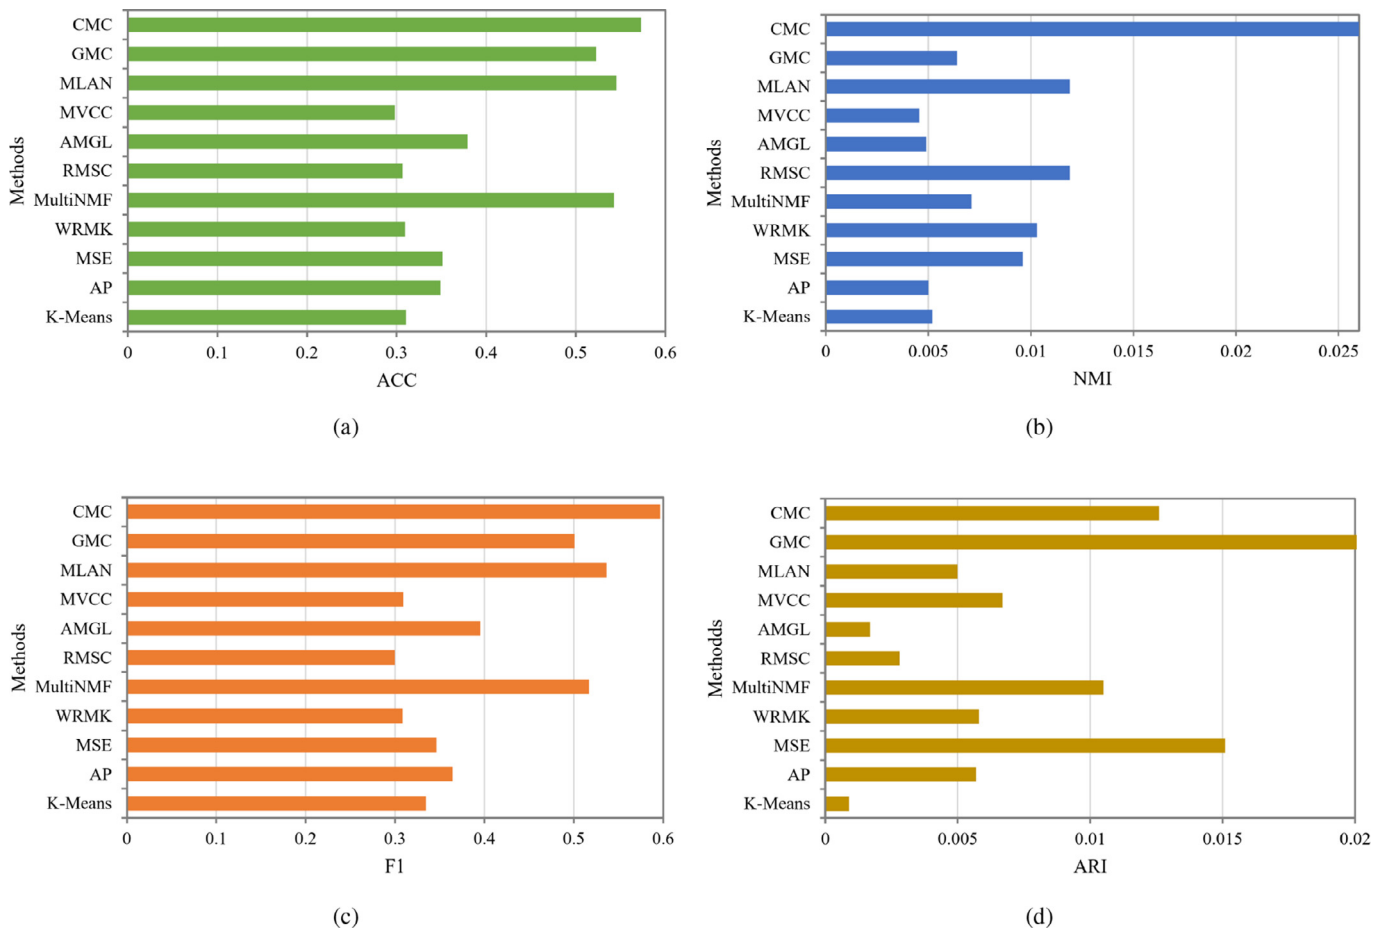 CMC
GMC
MLAN
MVCC
AMGL
RMSC
MultiNMF
WRMK
MSE
AP
K-Means
Methods
0 0.1 0.2 0.3 0.4 0.5 0.6
ACC
(a)
CMC
GMC
MLAN
MVCC
AMGL
RMSC
MultiNMF
WRMK
MSE
AP
K-Means
Methods
0 0.005 0.01 0.015 0.02 0.025
NMI
(b)
CMC
GMC
MLAN
MVCC
AMGL
RMSC
MultiNMF
WRMK
MSE
AP
K-Means
Methods
0 0.1 0.2 0.3 0.4 0.5 0.6
F1
(c)
CMC
GMC
MLAN
MVCC
AMGL
RMSC
MultiNMF
WRMK
MSE
AP
K-Means
Methodds
0 0.005 0.01 0.015 0.02
ARI
(d)